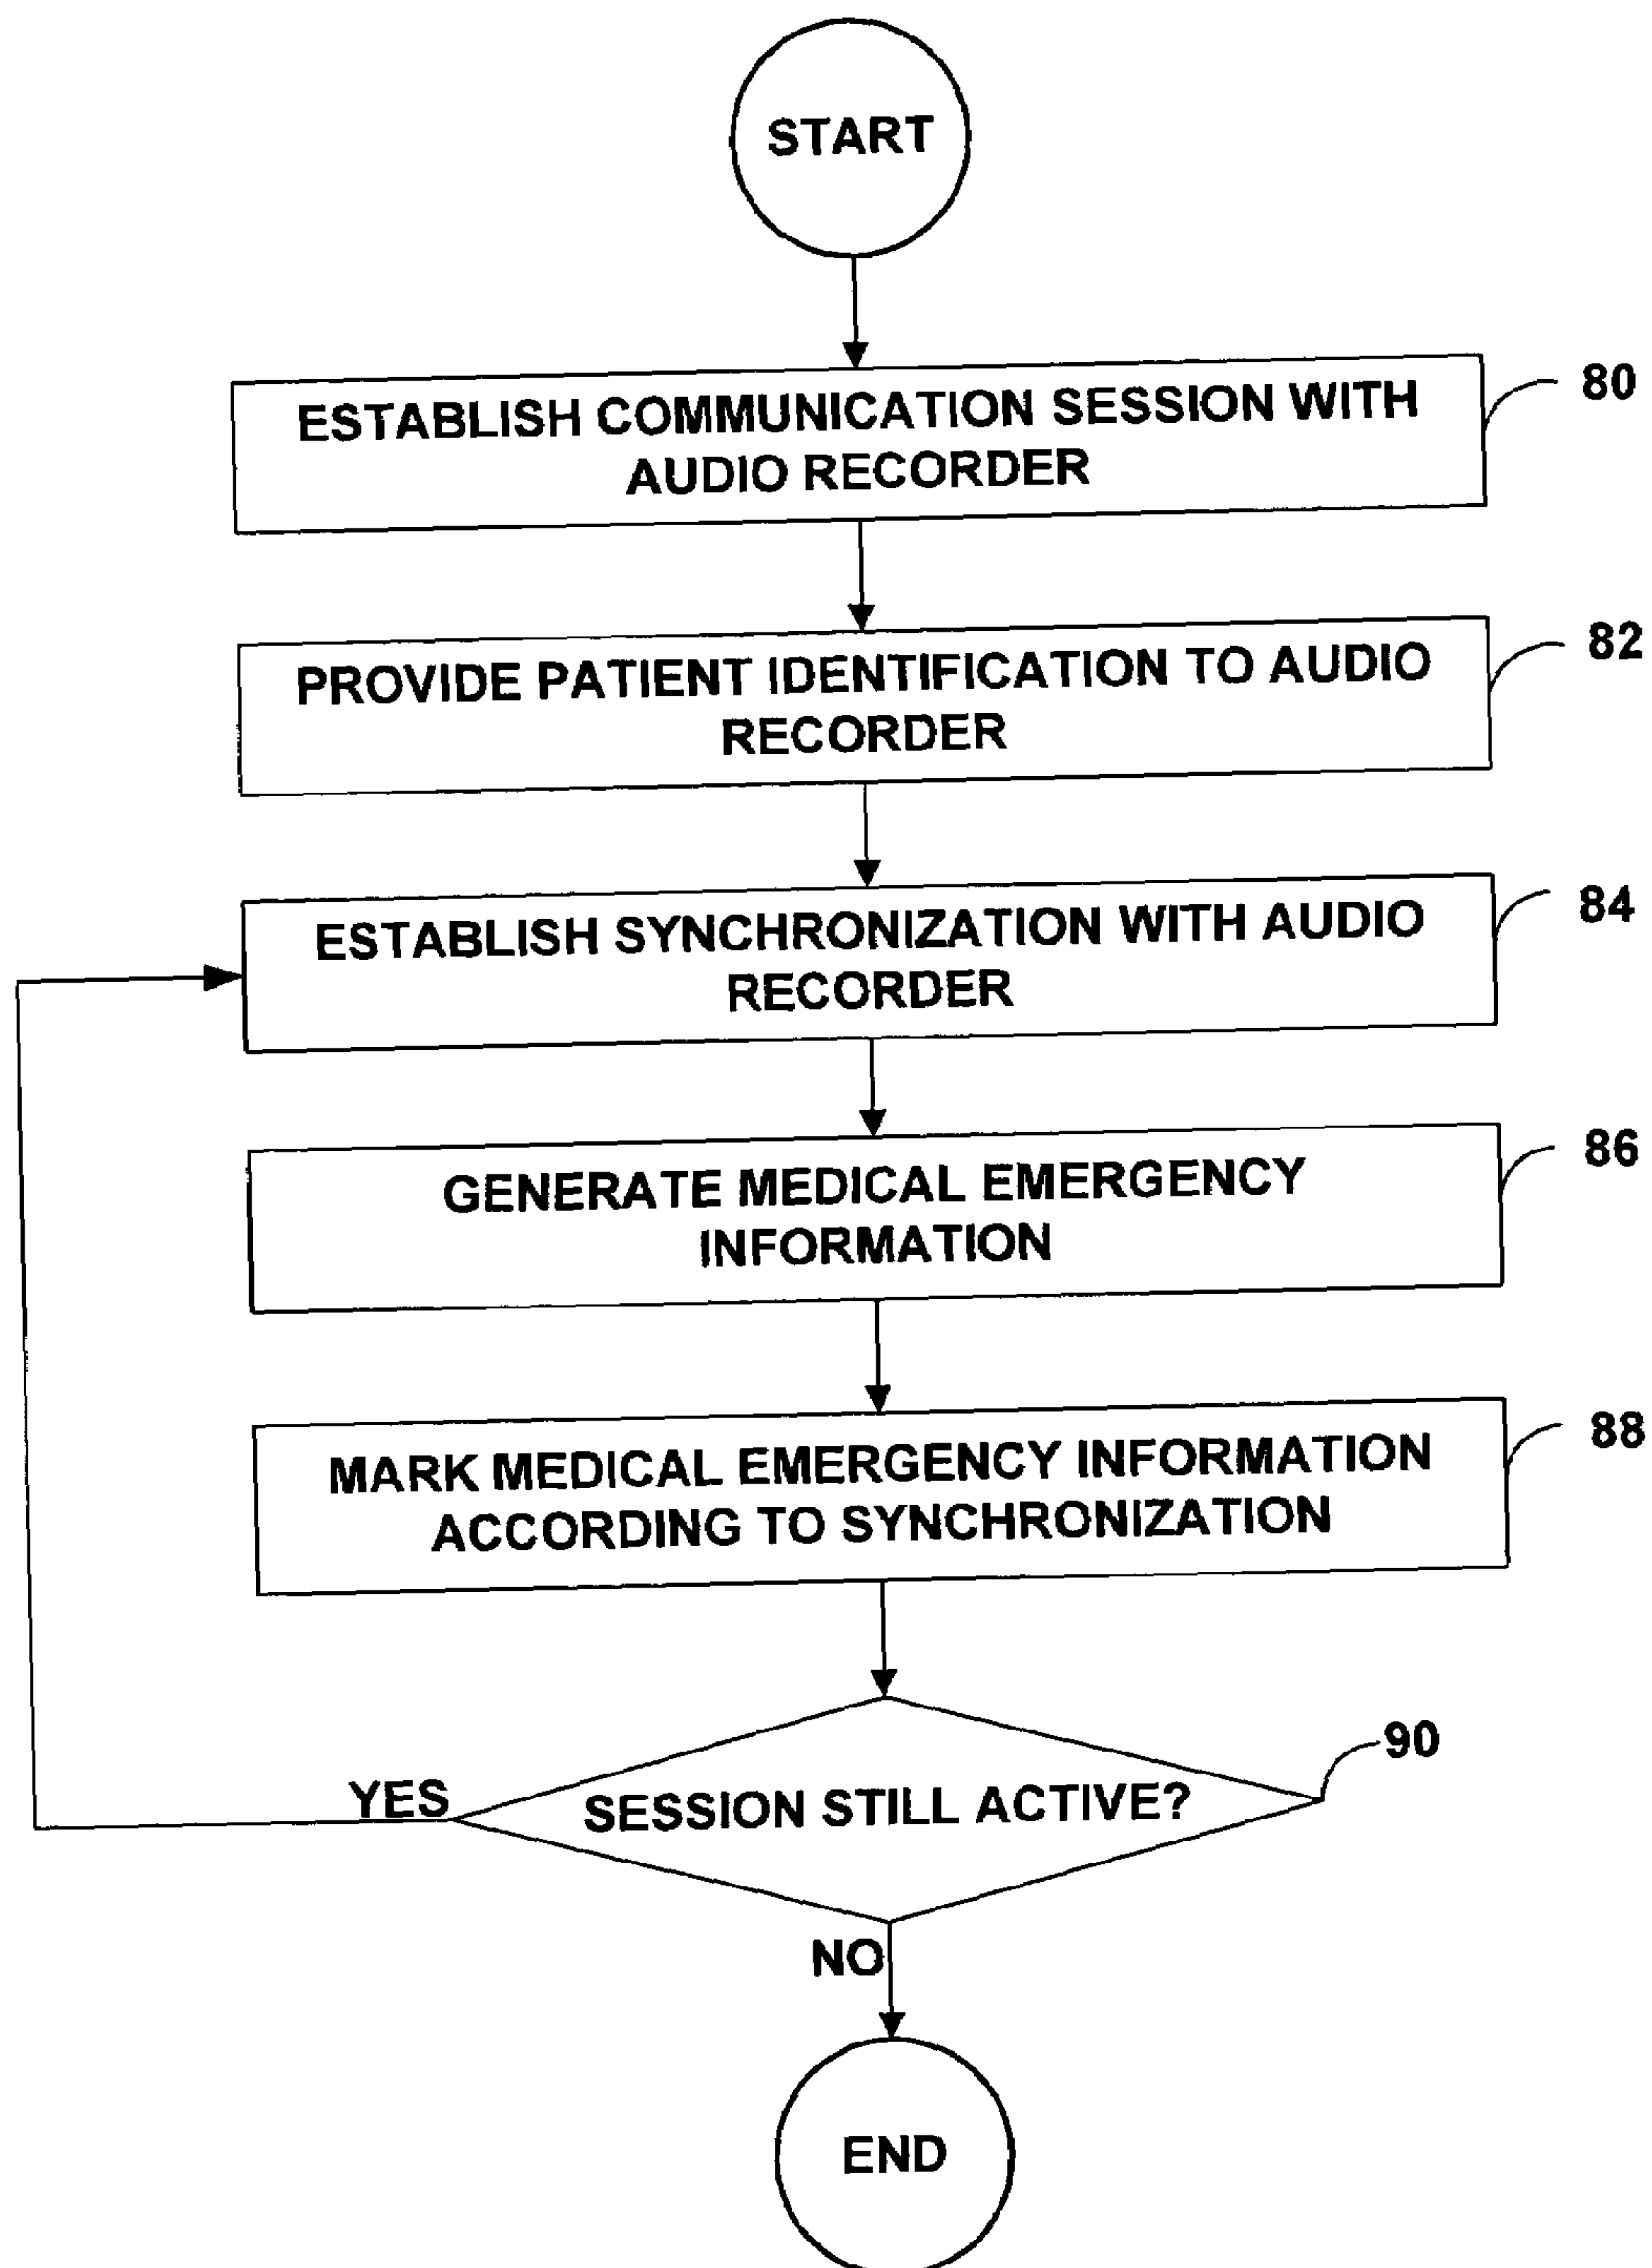 START
ESTABLISH COMMUNICATION SESSION WITH
AUDIO RECORDER
80
PROVIDE PATIENT IDENTIFICATION TO AUDIO
RECORDER
82
ESTABLISH SYNCHRONIZATION WITH AUDIO
RECORDER
84
GENERATE MEDICAL EMERGENCY
INFORMATION
86
MARK MEDICAL EMERGENCY INFORMATION
ACCORDING TO SYNCHRONIZATION
88
SESSION STILL ACTIVE?
90
YES
NO
END